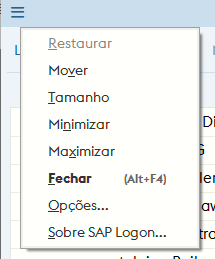 Restaurar
Mover
Tamanho
Minimizar
Maximizar
Fechar (Alt+F4)
Opções...
Sobre SAP Logon...